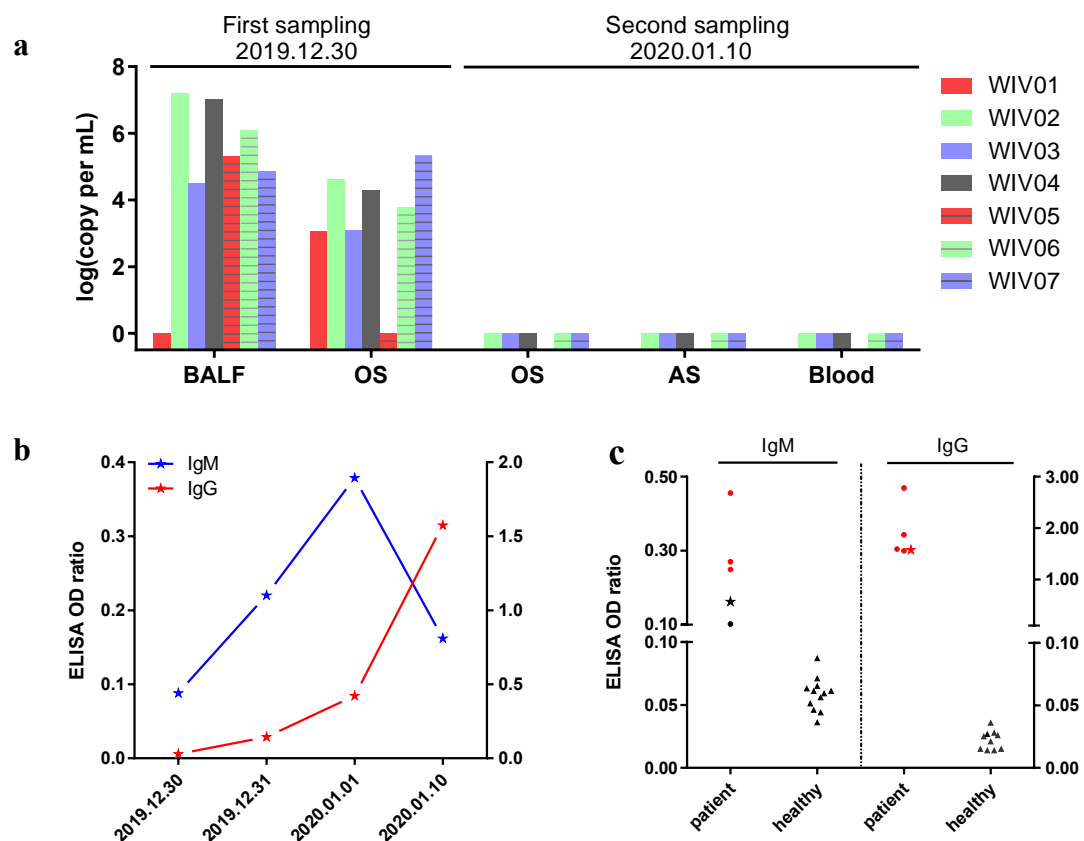 a
First sampling
2019.12.30
Second sampling
2020.01.10
log(copy per mL)
8
6
4
2
0
BALF
OS
OS
AS
Blood
WIV01
WIV02
WIV03
WIV04
WIV05
WIV06
WIV07
b
IgM
IgG
ELISA OD ratio
0.4
0.3
0.2
0.1
0.0
2.0
1.5
1.0
0.5
0.0
2019.12.30
2019.12.31
2020.01.01
2020.01.10
c
IgM
IgG
ELISA OD ratio
0.50
0.30
0.10
0.10
0.05
0.00
3.00
2.00
1.00
0.10
0.05
0.00
patient
healthy
patient
healthy